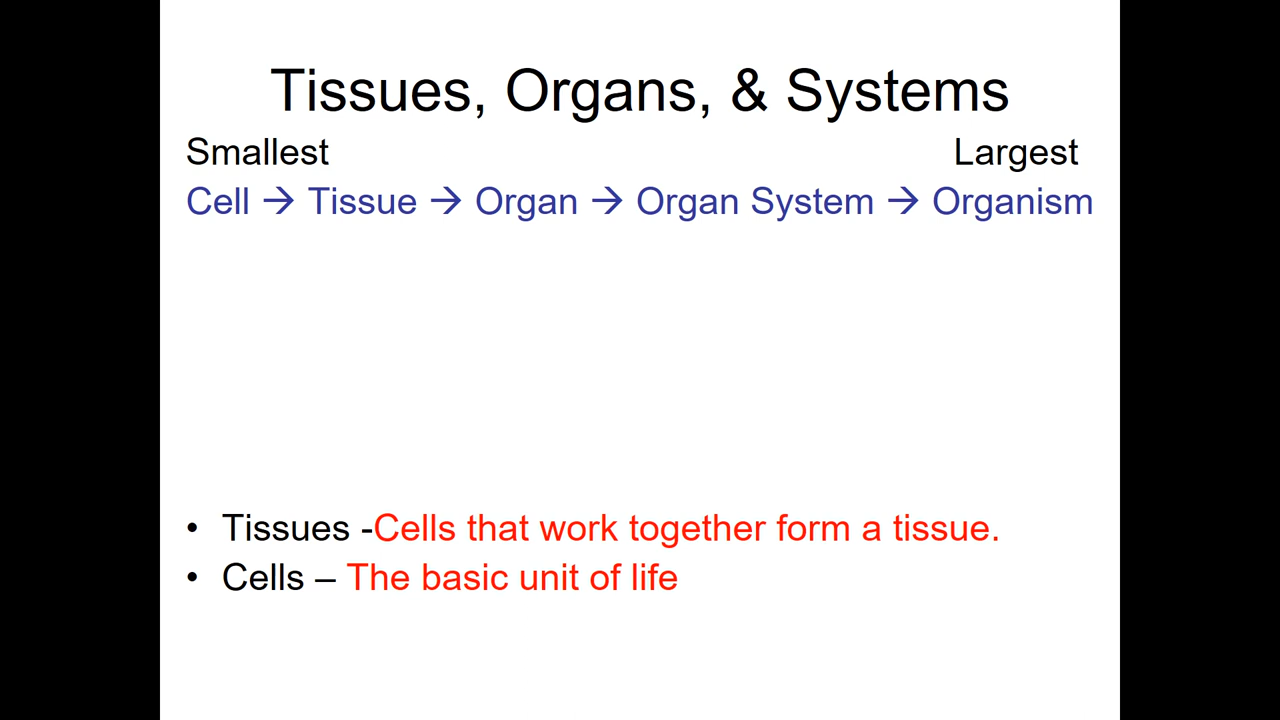 Tissues, Organs, & Systems
Smallest Largest
Cell → Tissue → Organ → Organ System → Organism
• Tissues -Cells that work together form a tissue.
• Cells – The basic unit of life